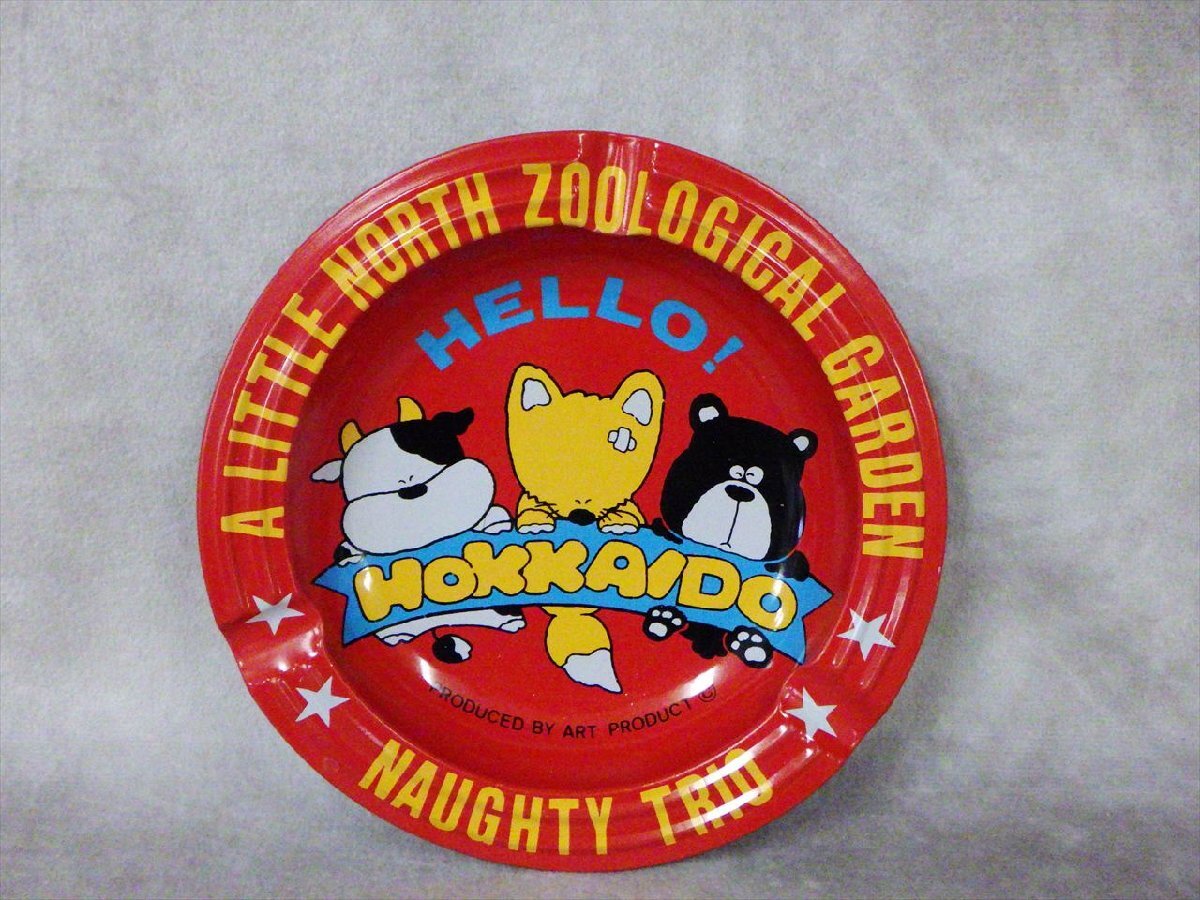 A LITTLE NORTH ZOOLOGICAL GARDEN
HELLO!
HOKKAIDO
PRODUCED BY ART PRODUCT ©
NAUGHTY TRIO